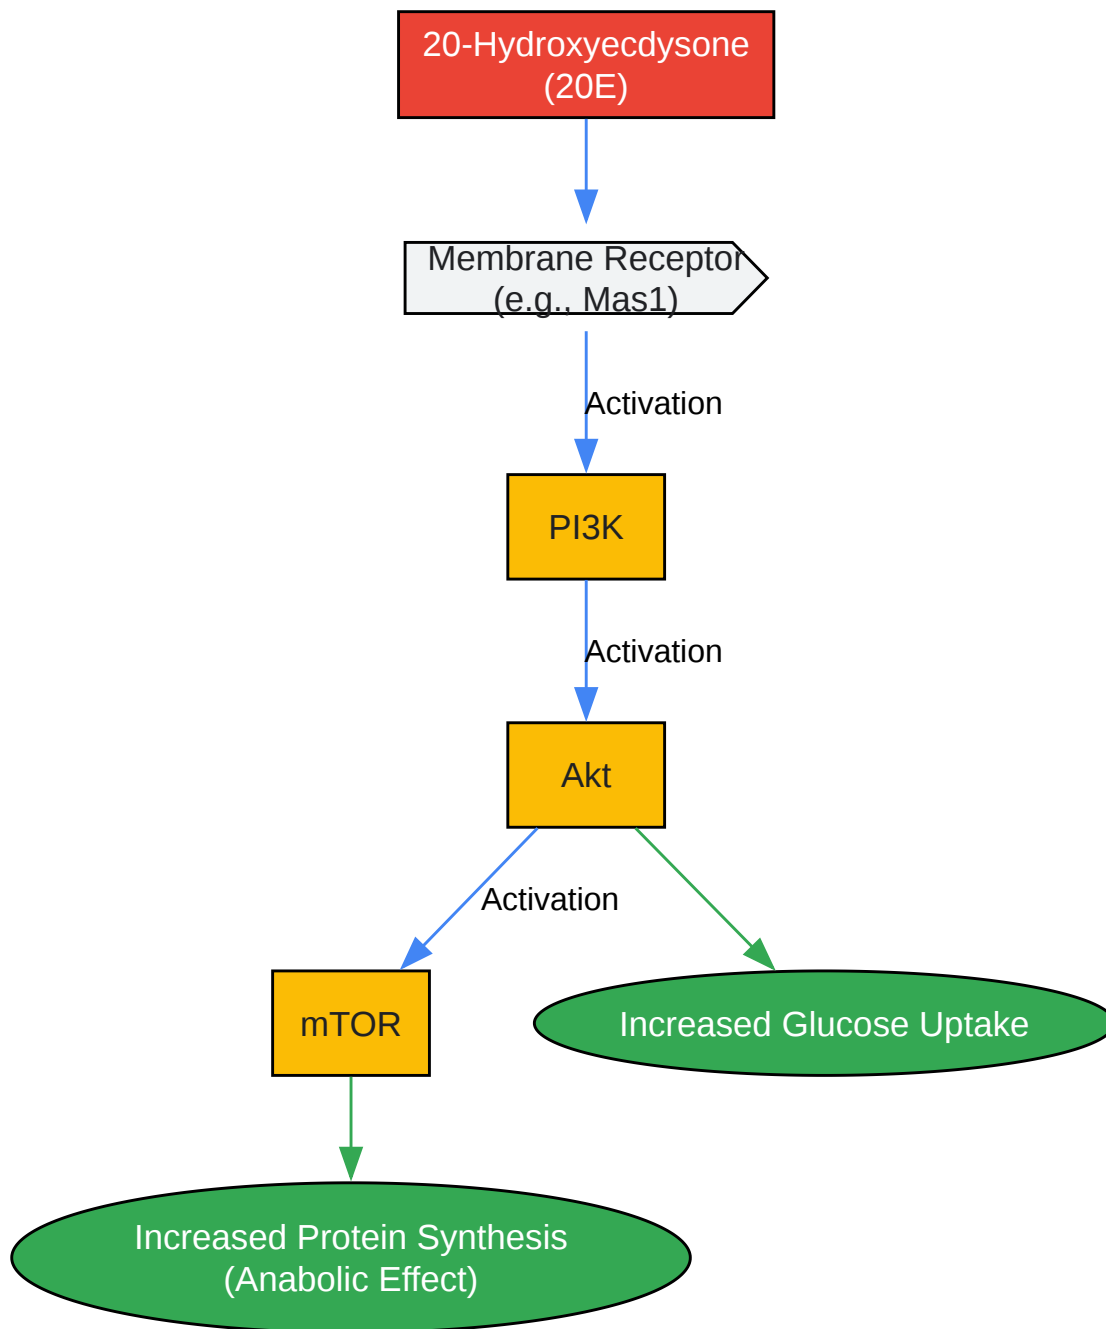 20-Hydroxyecdysone
(20E)
Membrane Receptor
(e.g., Mas1)
Activation
PI3K
Activation
Akt
Activation
mTOR
Increased Glucose Uptake
Increased Protein Synthesis
(Anabolic Effect)